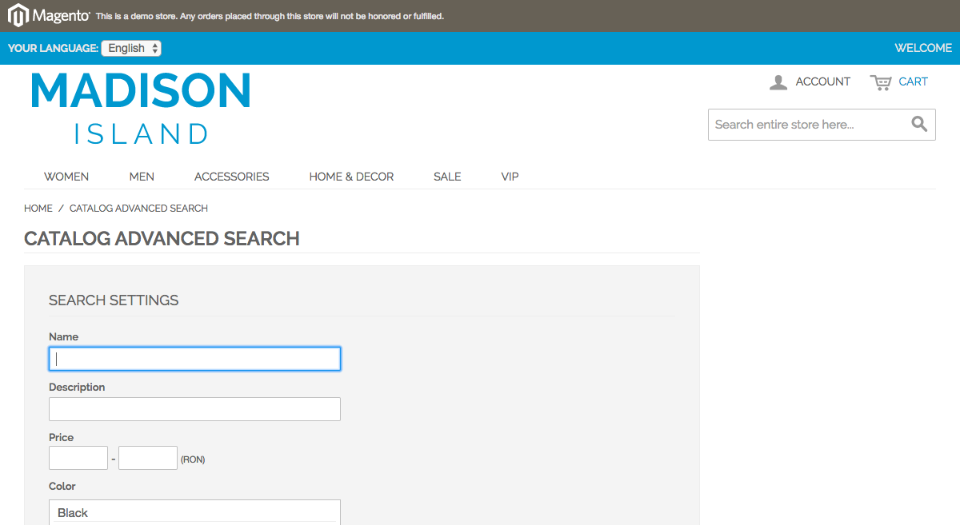 Magento This is a demo store. Any orders placed through this store will not be honored or fulfilled.
YOUR LANGUAGE: English WELCOME
MADISON
ISLAND
ACCOUNT CART
Search entire store here...
WOMEN MEN ACCESSORIES HOME & DECOR SALE VIP
HOME / CATALOG ADVANCED SEARCH
CATALOG ADVANCED SEARCH
SEARCH SETTINGS
Name
Description
Price
- (RON)
Color
Black